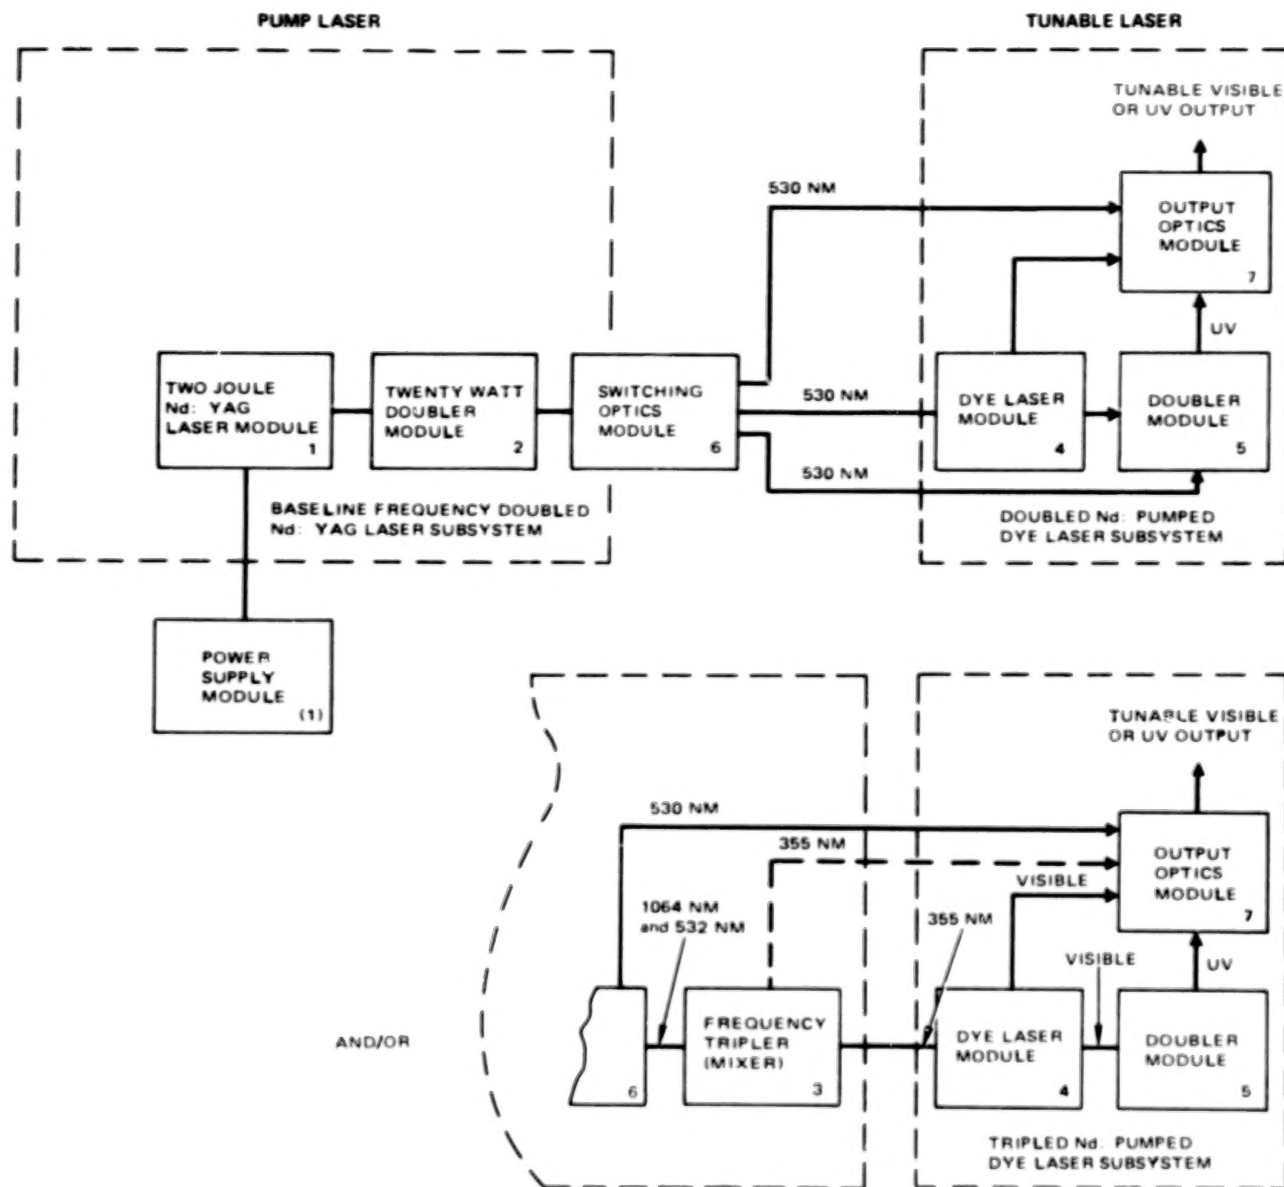 PUMP LASER
TUNABLE LASER
TUNABLE VISIBLE
OR UV OUTPUT
530 NM
OUTPUT
OPTICS
MODULE
7
UV
TWO JOULE
Nd: YAG
LASER MODULE
1
TWENTY WATT
DOUBLER
MODULE
2
SWITCHING
OPTICS
MODULE
6
530 NM
DYE LASER
MODULE
4
DOUBLER
MODULE
5
530 NM
BASELINE FREQUENCY DOUBLED
Nd: YAG LASER SUBSYSTEM
DOUBLED Nd: PUMPED
DYE LASER SUBSYSTEM
POWER
SUPPLY
MODULE
(1)
TUNABLE VISIBLE
OR UV OUTPUT
530 NM
355 NM
VISIBLE
OUTPUT
OPTICS
MODULE
7
1064 NM
and 532 NM
355 NM
VISIBLE
UV
AND/OR
6
FREQUENCY
TRIPLER
(MIXER)
3
DYE LASER
MODULE
4
DOUBLER
MODULE
5
TRIPLED Nd: PUMPED
DYE LASER SUBSYSTEM